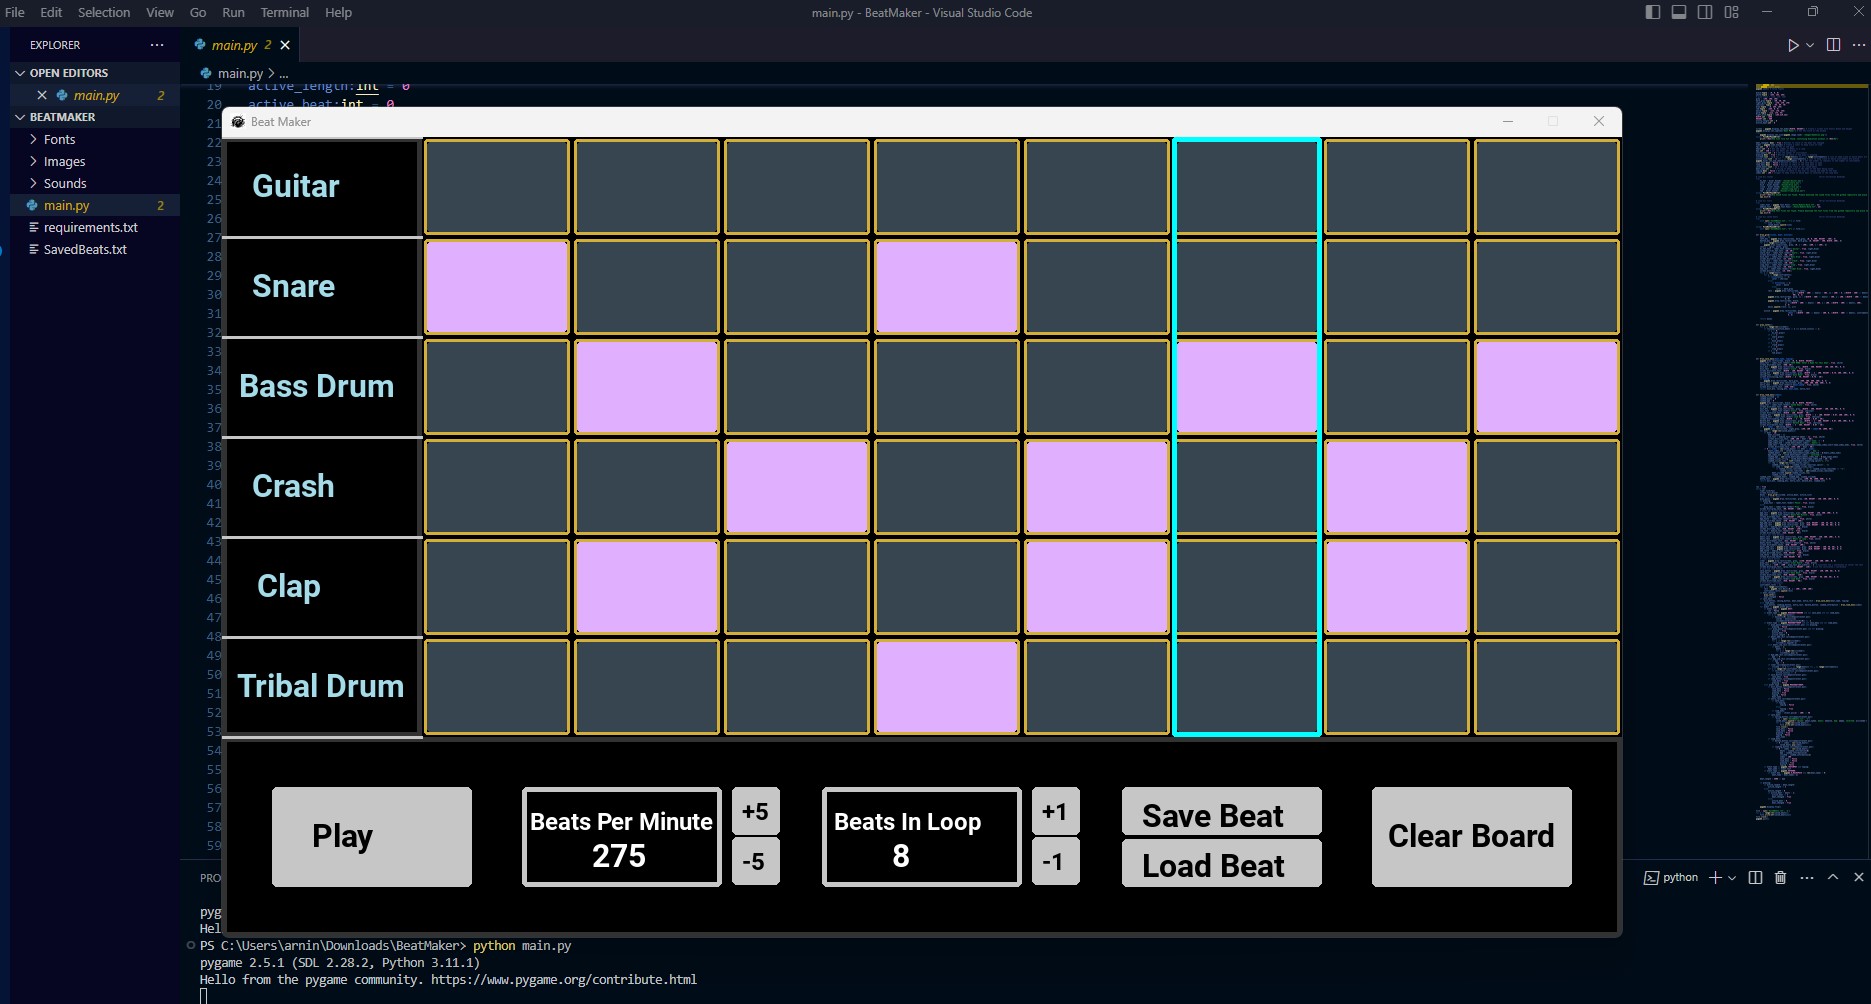 File Edit Selection View Go Run Terminal Help
main.py - BeatMaker - Visual Studio Code
EXPLORER
main.py 2
OPEN EDITORS
main.py 2
main.py > ...
BEATMAKER
Fonts
Images
Sounds
main.py 2
requirements.txt
SavedBeats.txt
19 active_length:int = 0
20 active_beat:int = 0
21
22
23
24
25
26
27
28
29
30
31
32
33
34
35
36
37
38
39
40
41
42
43
44
45
46
47
48
49
50
51
52
53
54
55
56
57
58
59
Beat Maker
Guitar
Snare
Bass Drum
Crash
Clap
Tribal Drum
Play
Beats Per Minute
275
+5
-5
Beats In Loop
8
+1
-1
Save Beat
Load Beat
Clear Board
PRO
python
pyg
Hel
PS C:\Users\arnin\Downloads\BeatMaker> python main.py
pygame 2.5.1 (SDL 2.28.2, Python 3.11.1)
Hello from the pygame community. https://www.pygame.org/contribute.html